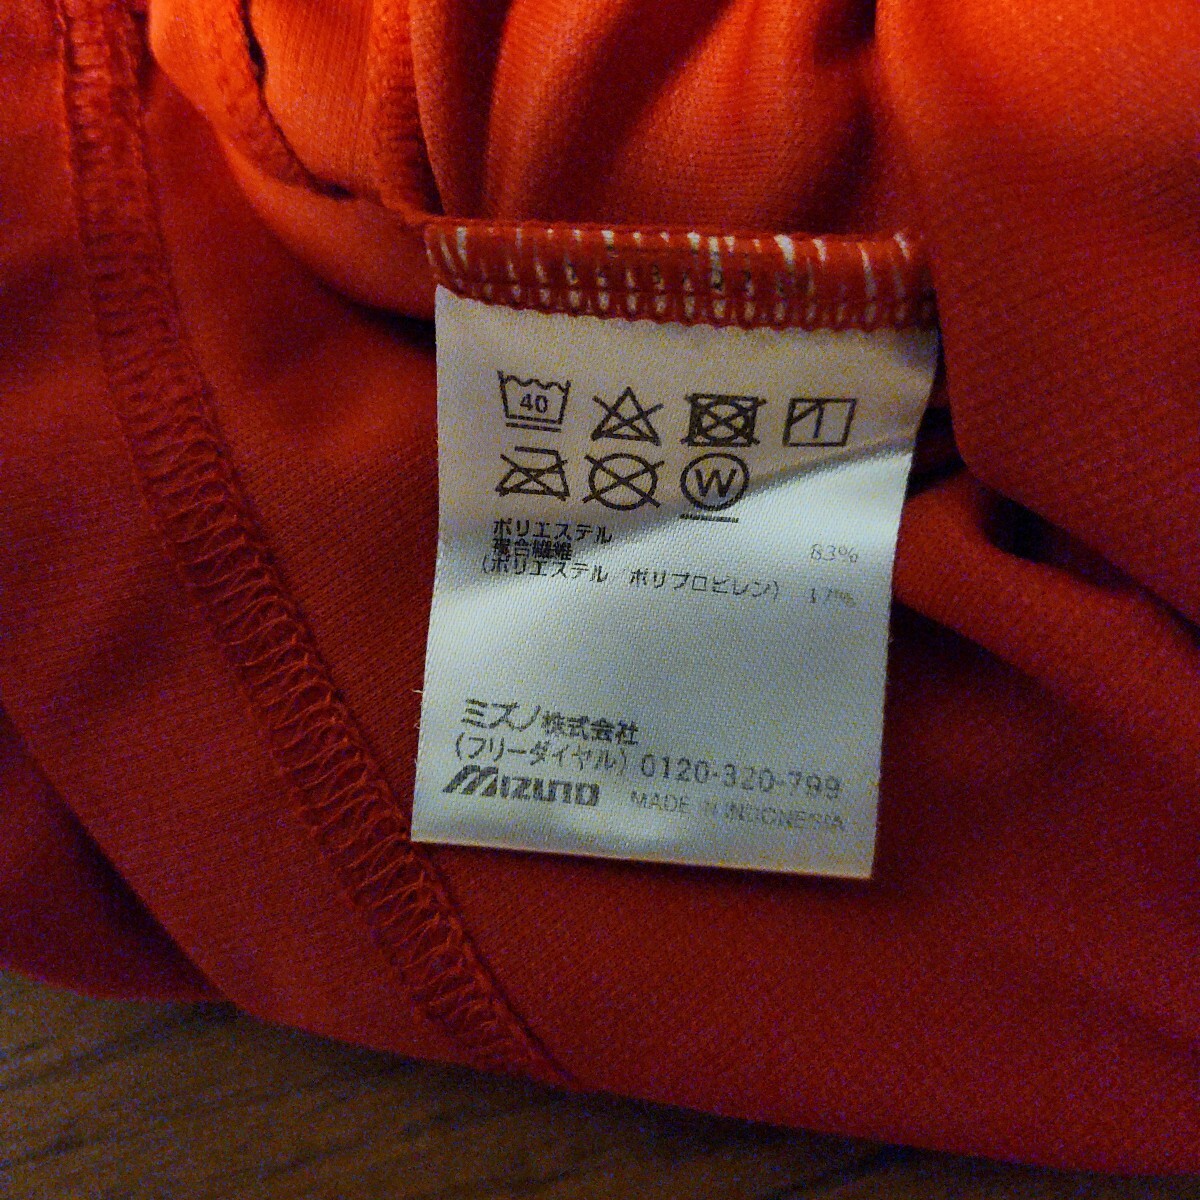 40
W
ポリエステル
複合繊維 83%
(ポリエステル ポリプロピレン) 17%
ミズノ株式会社
(フリーダイヤル) 0120-320-799
MIZUNO MADE IN INDONESIA